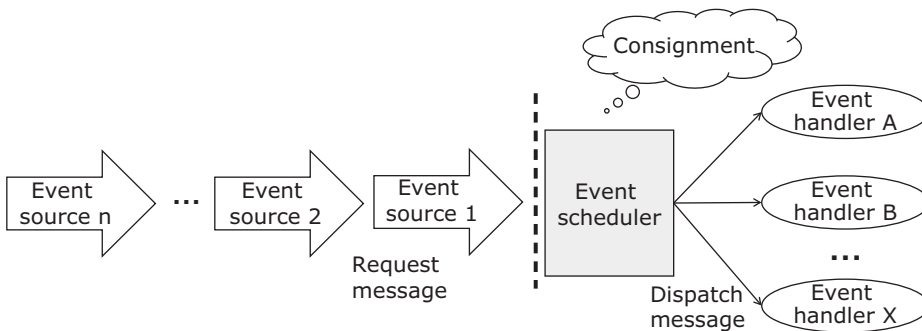 Consignment
Event
handler A
Event
source n
...
Event
source 2
Event
source 1
Event
scheduler
Event
handler B
...
Request
message
Dispatch
message
Event
handler X